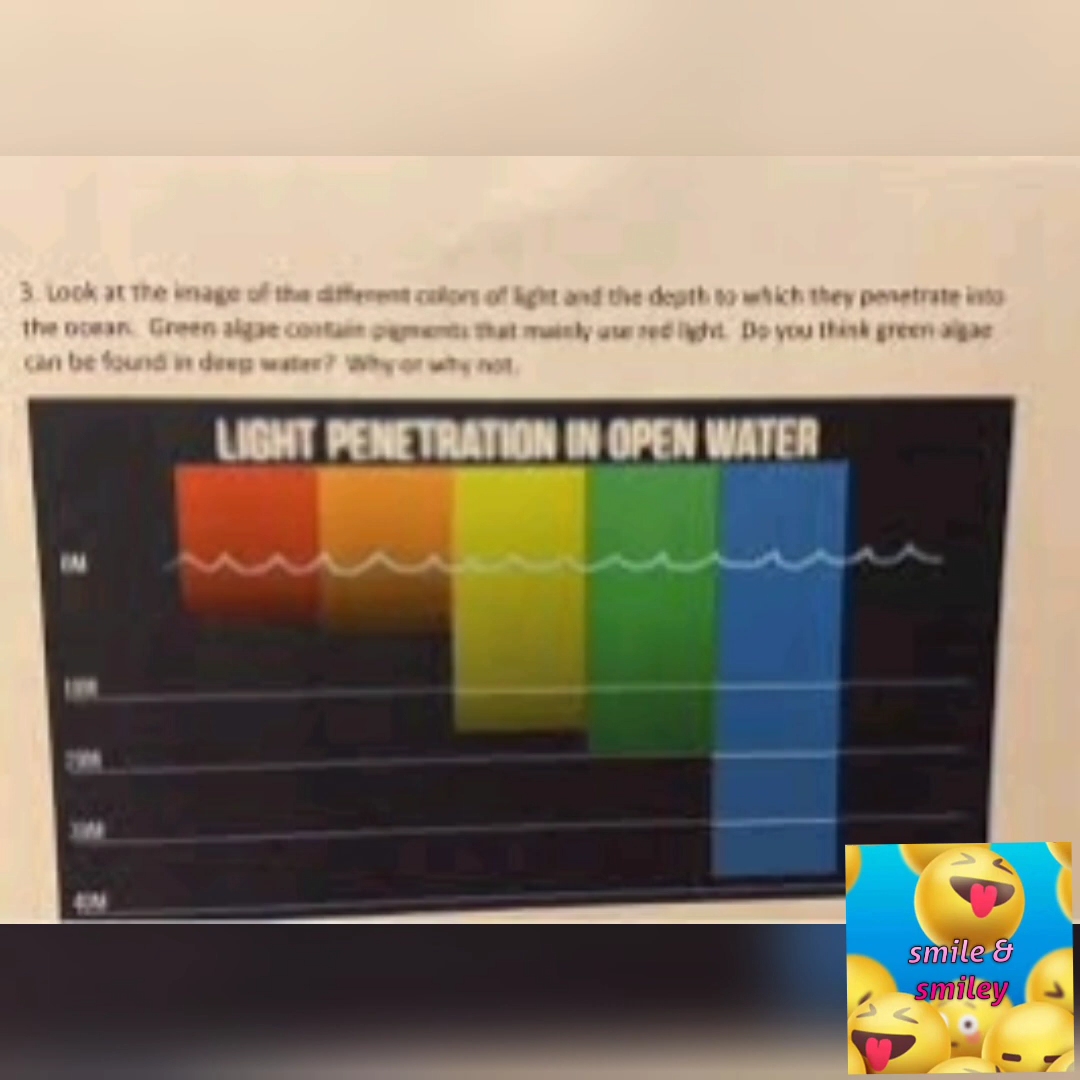 3. Look at the image of the different colors of light and the depth to which they penetrate into
the ocean. Green algae contain pigments that mainly use red light. Do you think green algae
can be found in deep water? Why or why not.
LIGHT PENETRATION IN OPEN WATER
0M
10M
20M
30M
40M
smile &
smiley